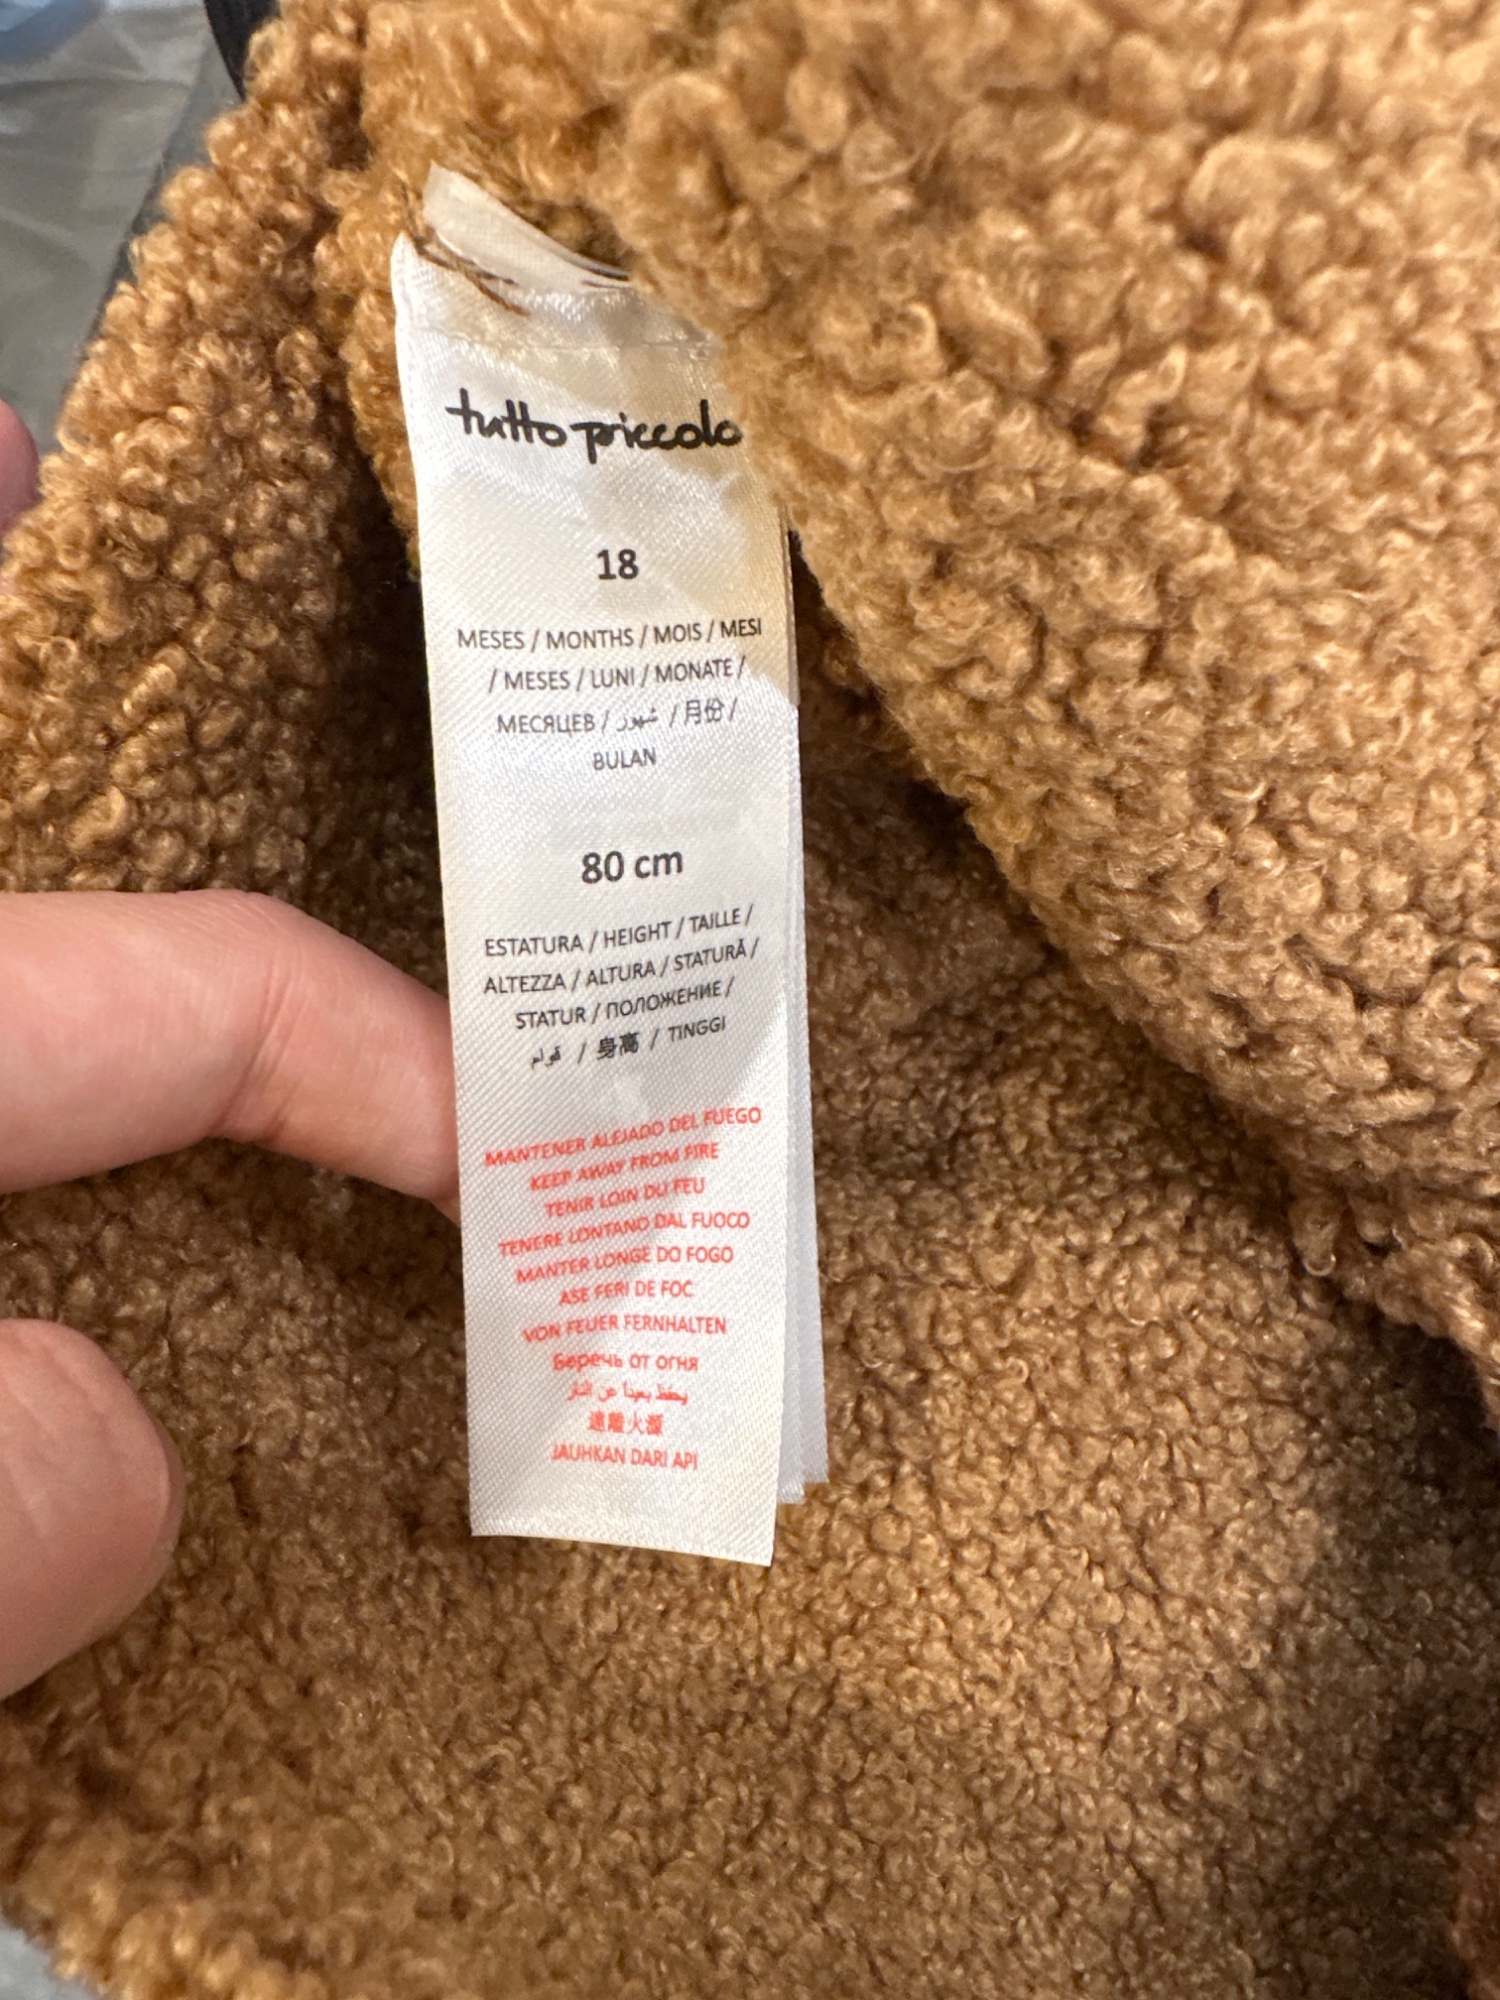 tutto piccolo
18
MESES / MONTHS / MOIS / MESI
/ MESES / LUNI / MONATE /
МЕСЯЦЕВ / شهور / 月份 /
BULAN
80 cm
ESTATURA / HEIGHT / TAILLE /
ALTEZZA / ALTURA / STATURĂ /
STATUR / ПОЛОЖЕНИЕ /
قوام / 身高 / TINGGI
MANTENER ALEJADO DEL FUEGO
KEEP AWAY FROM FIRE
TENIR LOIN DU FEU
TENERE LONTANO DAL FUOCO
MANTER LONGE DO FOGO
ASE FERI DE FOC
VON FEUER FERNHALTEN
Беречь от огня
يحفظ بعيدا عن النار
遠離火源
JAUHKAN DARI API